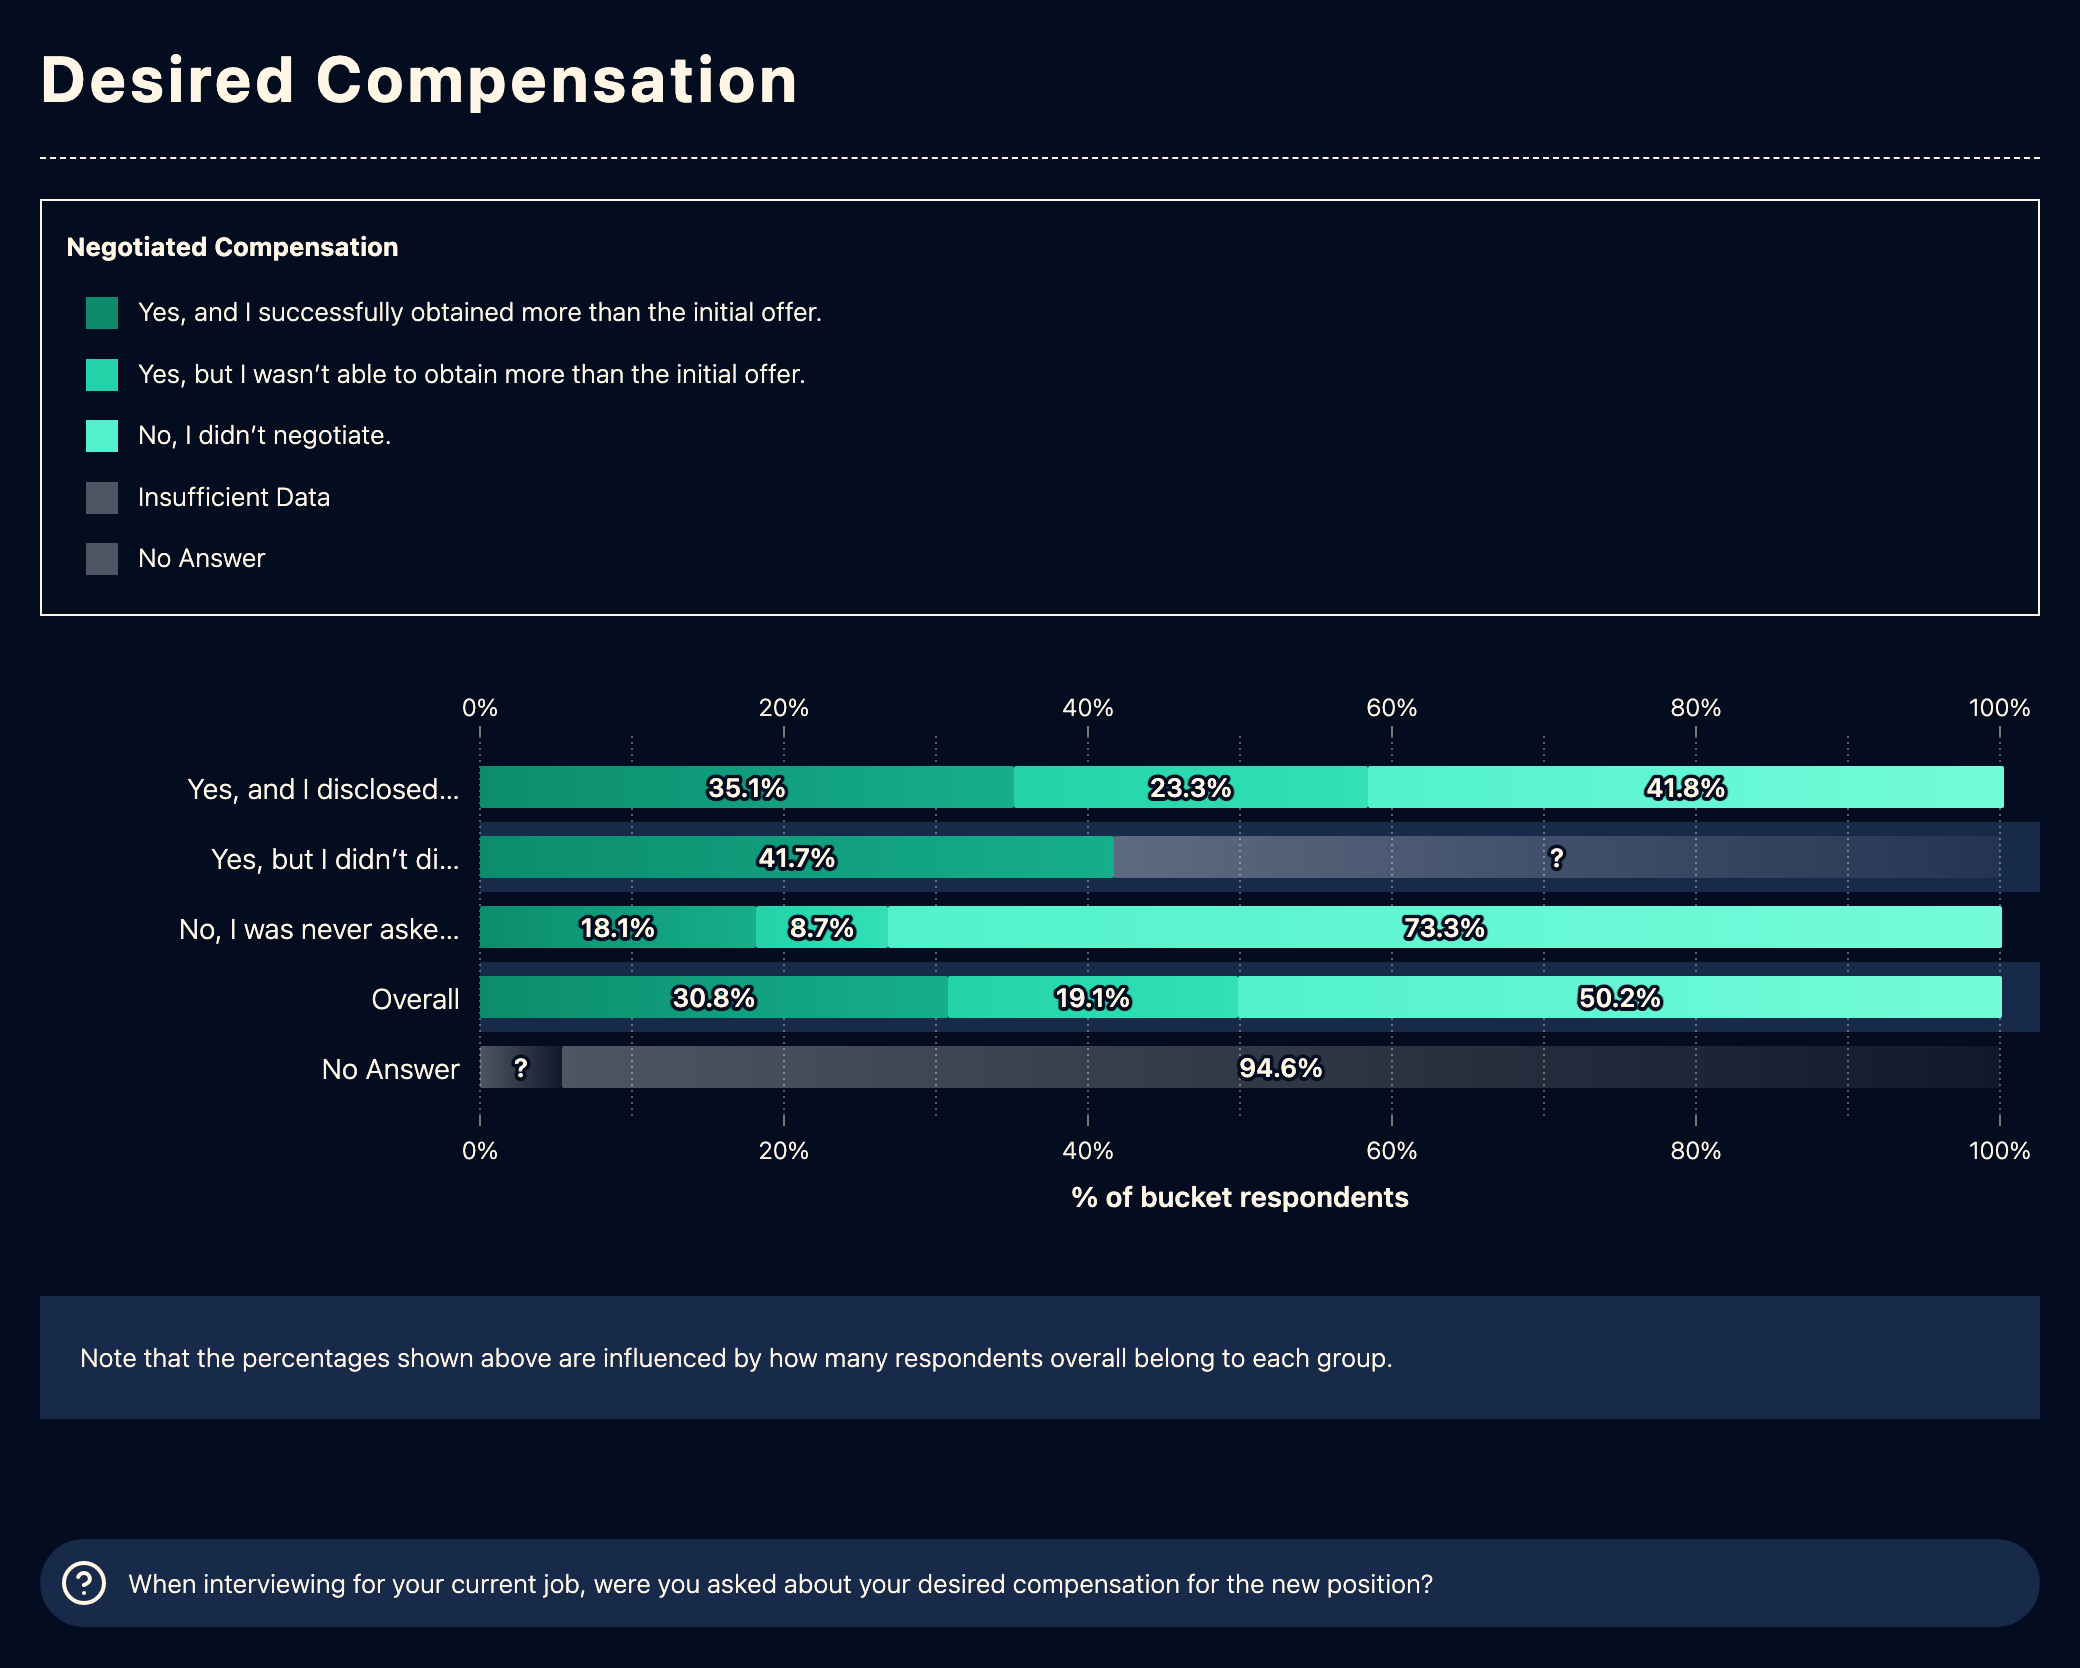 Desired Compensation
Negotiated Compensation
Yes, and I successfully obtained more than the initial offer.
Yes, but I wasn’t able to obtain more than the initial offer.
No, I didn’t negotiate.
Insufficient Data
No Answer
0% 20% 40% 60% 80% 100%
Yes, and I disclosed... 35.1% 23.3% 41.8%
Yes, but I didn’t di... 41.7% ?
No, I was never aske... 18.1% 8.7% 73.3%
Overall 30.8% 19.1% 50.2%
No Answer ? 94.6%
0% 20% 40% 60% 80% 100%
% of bucket respondents
Note that the percentages shown above are influenced by how many respondents overall belong to each group.
? When interviewing for your current job, were you asked about your desired compensation for the new position?